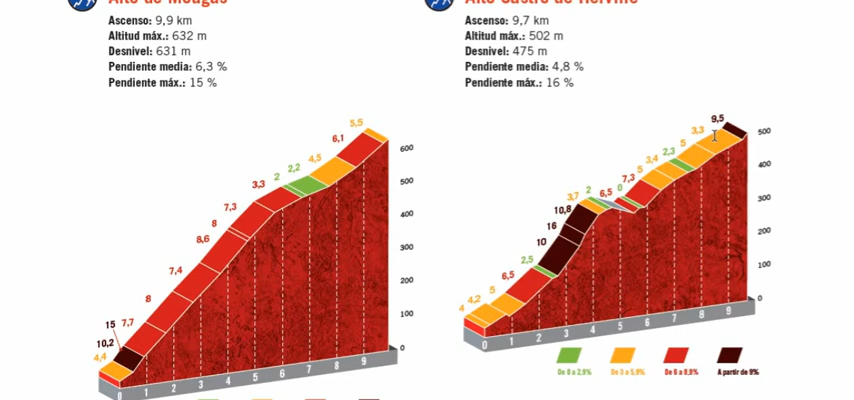 Alto de Mougás
Ascenso: 9,9 km
Altitud máx.: 632 m
Desnivel: 631 m
Pendiente media: 6,3 %
Pendiente máx.: 15 %
Ascenso: 9,7 km
Altitud máx.: 502 m
Desnivel: 475 m
Pendiente media: 4,8 %
Pendiente máx.: 16 %
4,4
10,2
15
7,7
8
7,4
8,6
8
7,3
3,3
2
2,2
4,5
6,1
5,5
600
500
400
300
200
100
0
0 1 2 3 4 5 6 7 8 9
4
4,2
5
6,5
2,5
10
16
10,8
3,7
2
6,5
0
7,3
5
3,4
2,3
5
3,3
9,5
500
400
300
200
100
0
0 1 2 3 4 5 6 7 8 9
De 0 a 2,9%
De 3 a 5,9%
De 6 a 8,9%
A partir de 9%